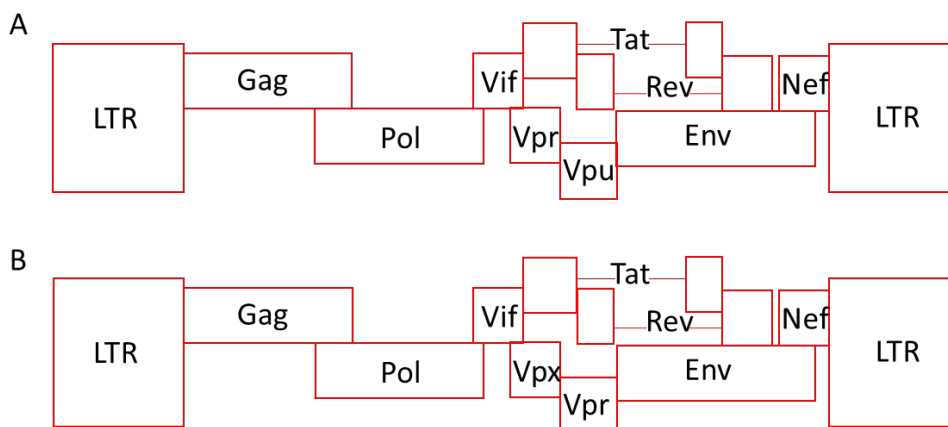 A
LTR
Gag
Pol
Vif
Vpr
Vpu
Tat
Rev
Env
Nef
LTR
B
LTR
Gag
Pol
Vif
Vpx
Vpr
Tat
Rev
Env
Nef
LTR